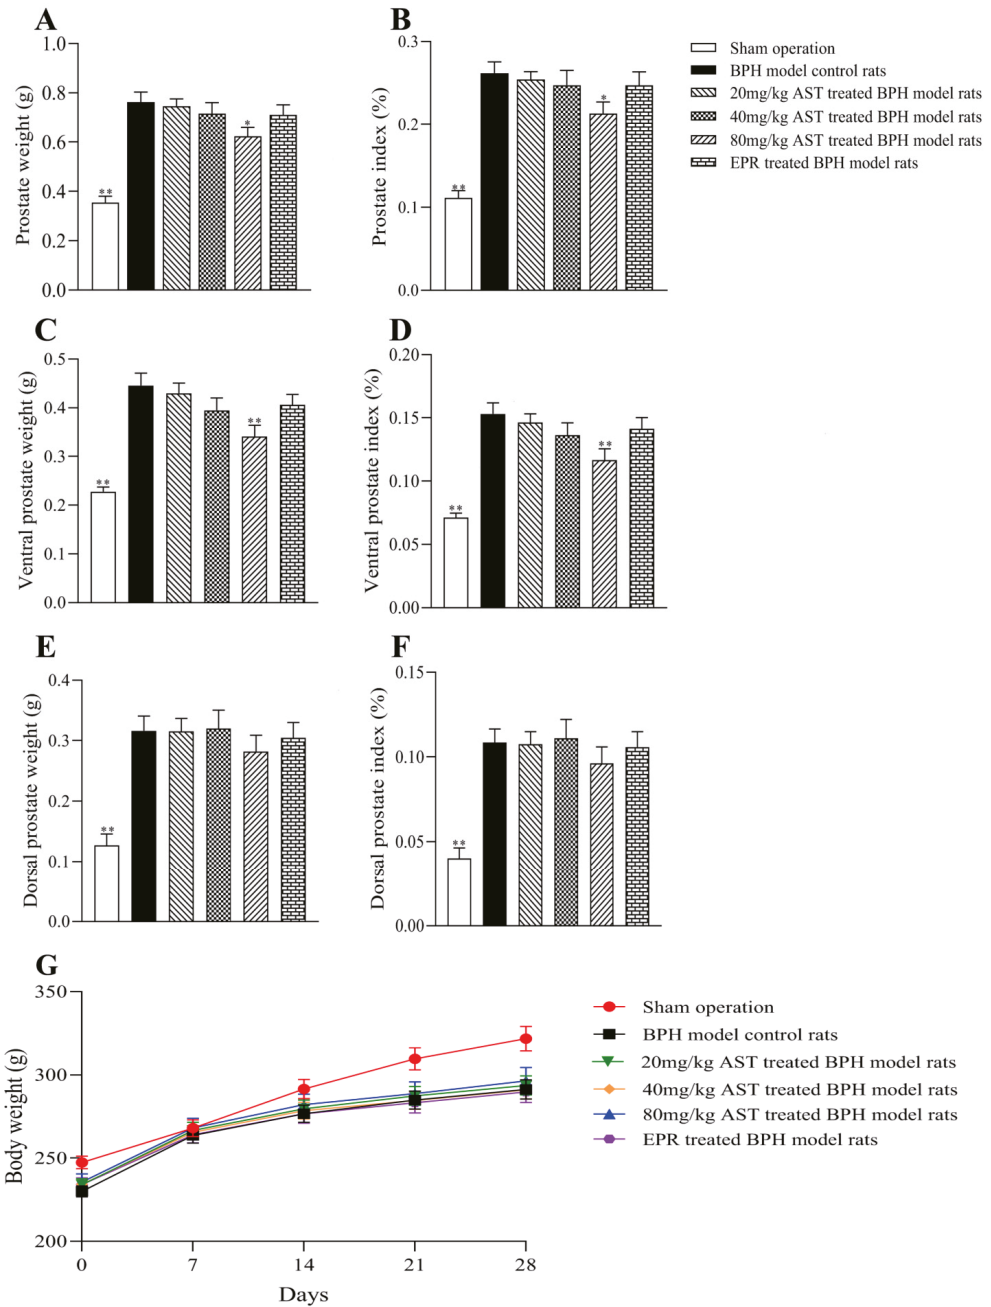 A
Prostate weight (g)
1.0
0.8
0.6
0.4
0.2
0.0
**
*
B
Prostate index (%)
0.3
0.2
0.1
0.0
**
*
Sham operation
BPH model control rats
20mg/kg AST treated BPH model rats
40mg/kg AST treated BPH model rats
80mg/kg AST treated BPH model rats
EPR treated BPH model rats
C
Ventral prostate weight (g)
0.5
0.4
0.3
0.2
0.1
0.0
**
**
D
Ventral prostate index (%)
0.20
0.15
0.10
0.05
0.00
**
**
E
Dorsal prostate weight (g)
0.4
0.3
0.2
0.1
0.0
**
F
Dorsal prostate index (%)
0.15
0.10
0.05
0.00
**
G
Body weight (g)
350
300
250
200
0 7 14 21 28
Days
Sham operation
BPH model control rats
20mg/kg AST treated BPH model rats
40mg/kg AST treated BPH model rats
80mg/kg AST treated BPH model rats
EPR treated BPH model rats